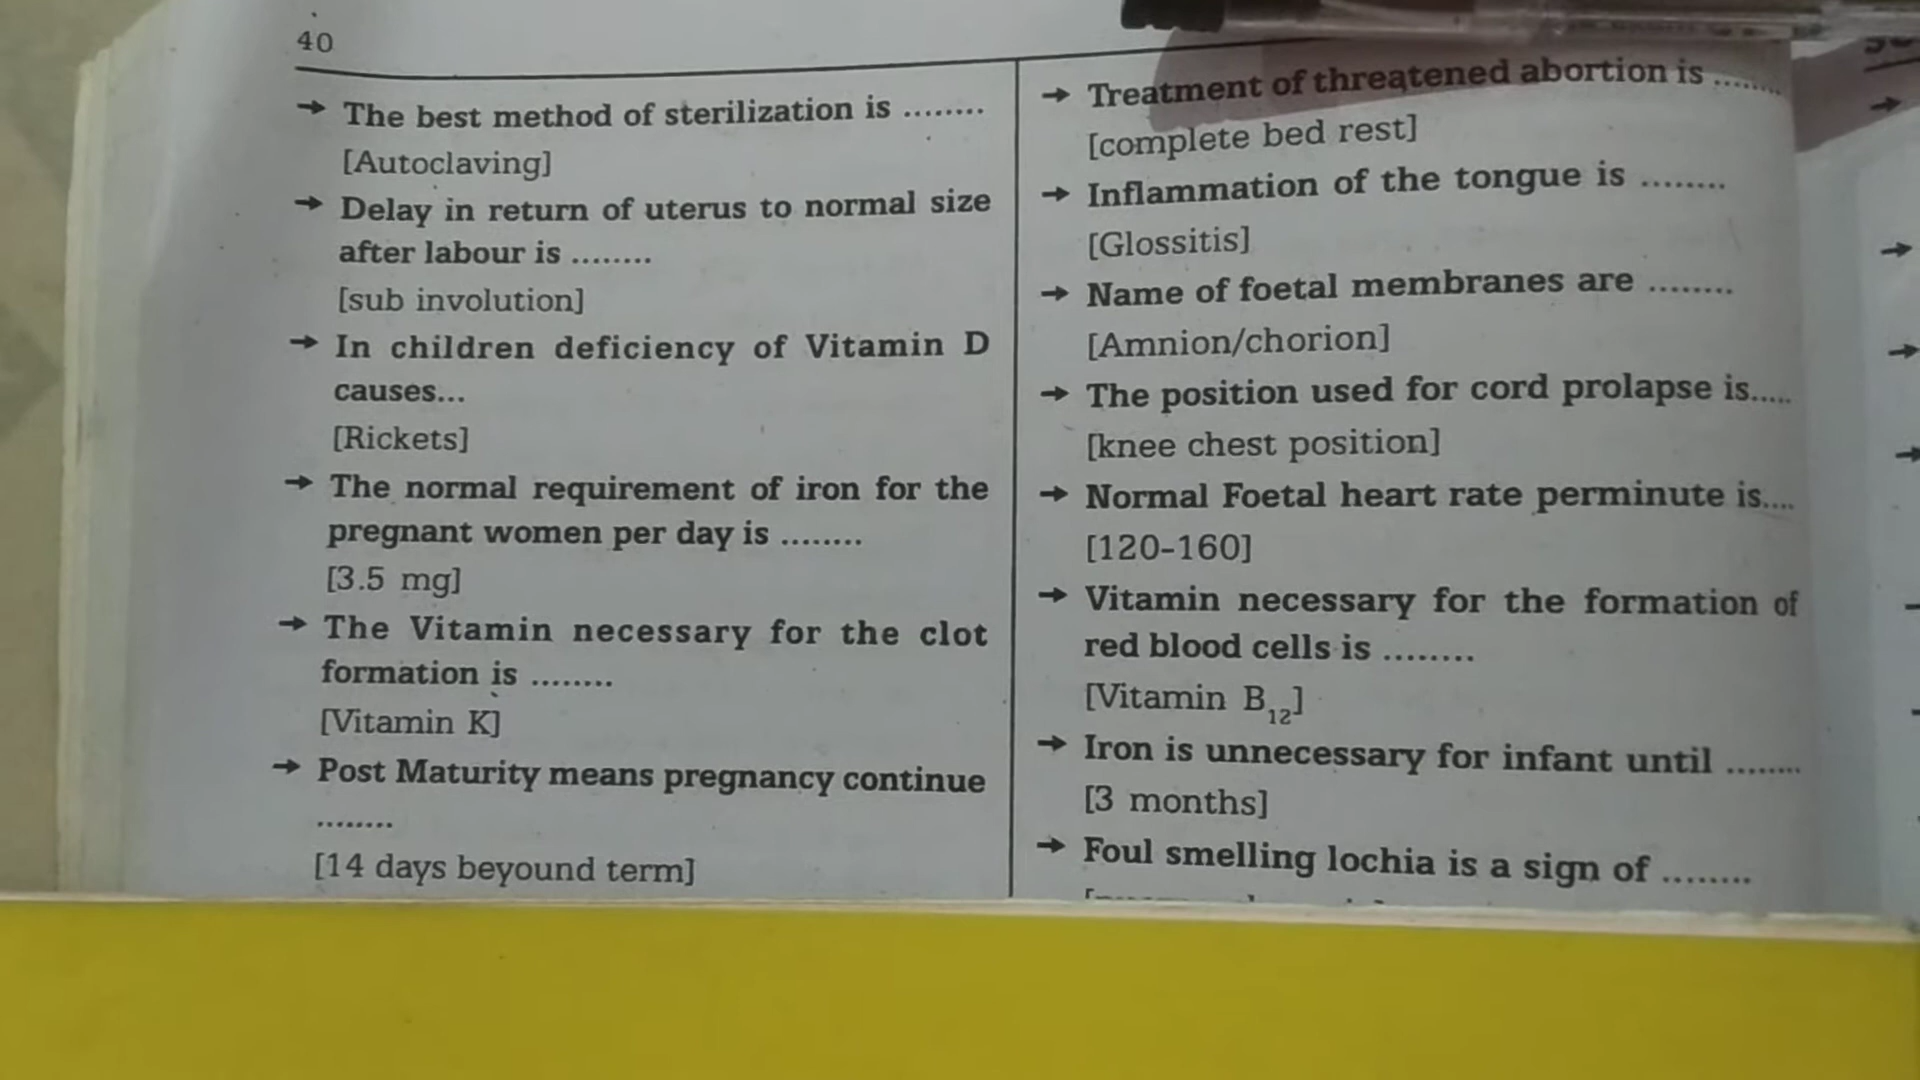 40
→ The best method of sterilization is ........
[Autoclaving]
→ Delay in return of uterus to normal size
after labour is ........
[sub involution]
→ In children deficiency of Vitamin D
causes...
[Rickets]
→ The normal requirement of iron for the
pregnant women per day is ........
[3.5 mg]
→ The Vitamin necessary for the clot
formation is ........
[Vitamin K]
→ Post Maturity means pregnancy continue
........
[14 days beyound term]
→ Treatment of threatened abortion is ........
[complete bed rest]
→ Inflammation of the tongue is ........
[Glossitis]
→ Name of foetal membranes are ........
[Amnion/chorion]
→ The position used for cord prolapse is.....
[knee chest position]
→ Normal Foetal heart rate perminute is....
[120-160]
→ Vitamin necessary for the formation of
red blood cells is ........
[Vitamin B12]
→ Iron is unnecessary for infant until ........
[3 months]
→ Foul smelling lochia is a sign of ........